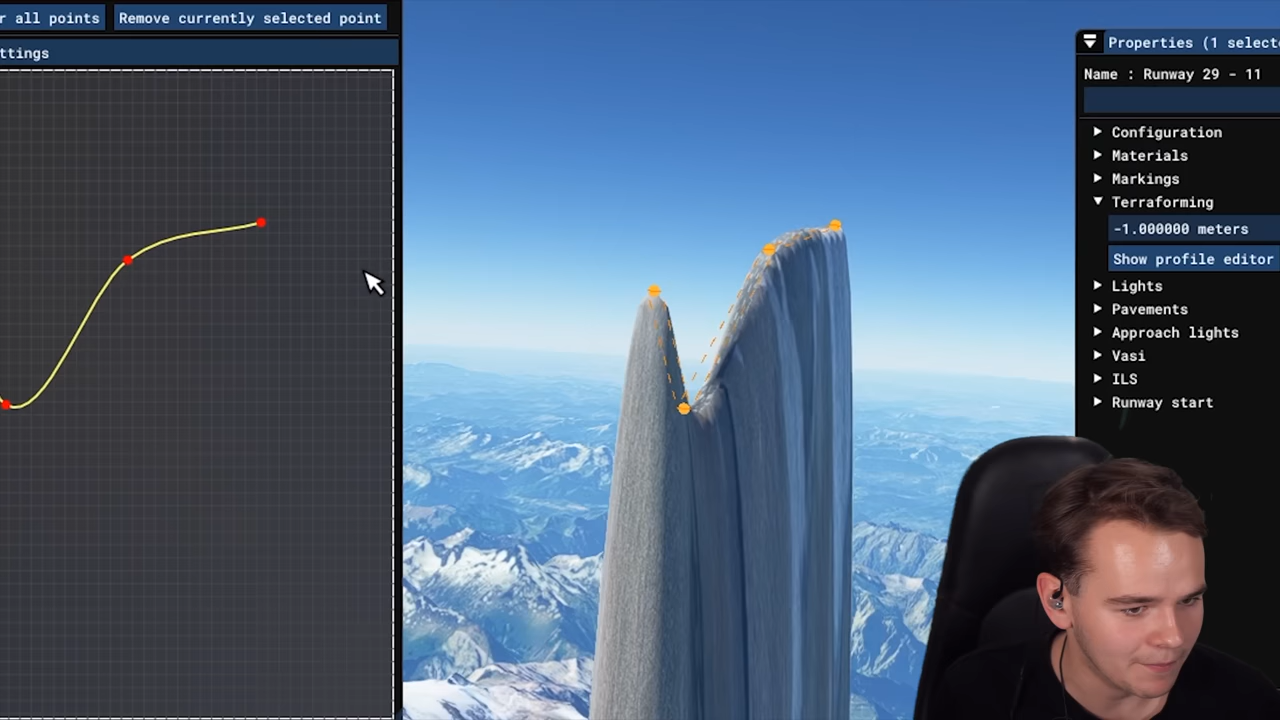 r all points
Remove currently selected point
ttings
Properties (1 select
Name : Runway 29 - 11
Configuration
Materials
Markings
Terraforming
-1.000000 meters
Show profile editor
Lights
Pavements
Approach lights
Vasi
ILS
Runway start